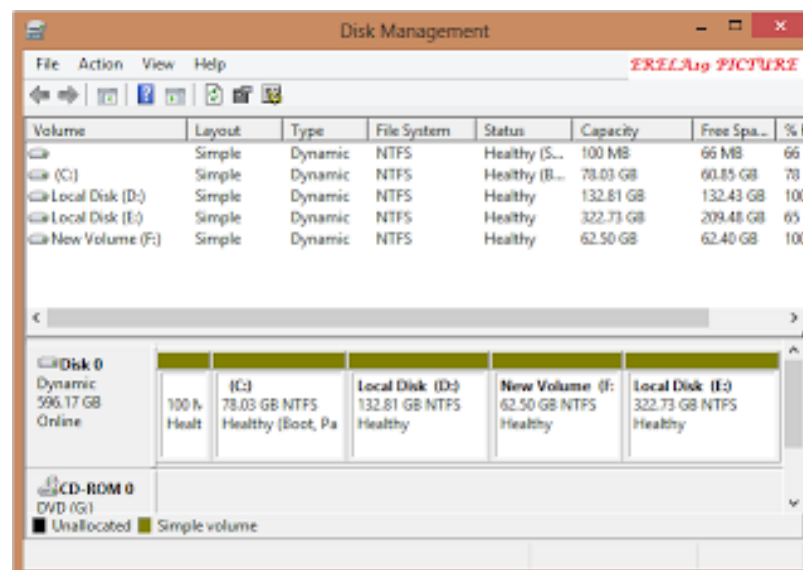 Disk Management
File Action View Help
ERELA19 PICTURE
Volume Layout Type File System Status Capacity Free Spa... %
Simple Dynamic NTFS Healthy (S... 100 MB 66 MB 66
(C:) Simple Dynamic NTFS Healthy (B... 78.03 GB 60.85 GB 78
Local Disk (D:) Simple Dynamic NTFS Healthy 132.81 GB 132.43 GB 100
Local Disk (E:) Simple Dynamic NTFS Healthy 322.73 GB 209.48 GB 65
New Volume (F:) Simple Dynamic NTFS Healthy 62.50 GB 62.40 GB 100
Disk 0
Dynamic
596.17 GB
Online
100 M
Healt
(C:)
78.03 GB NTFS
Healthy (Boot, Pa
Local Disk (D:)
132.81 GB NTFS
Healthy
New Volume (F:
62.50 GB NTFS
Healthy
Local Disk (E:)
322.73 GB NTFS
Healthy
CD-ROM 0
DVD (G:)
Unallocated Simple volume